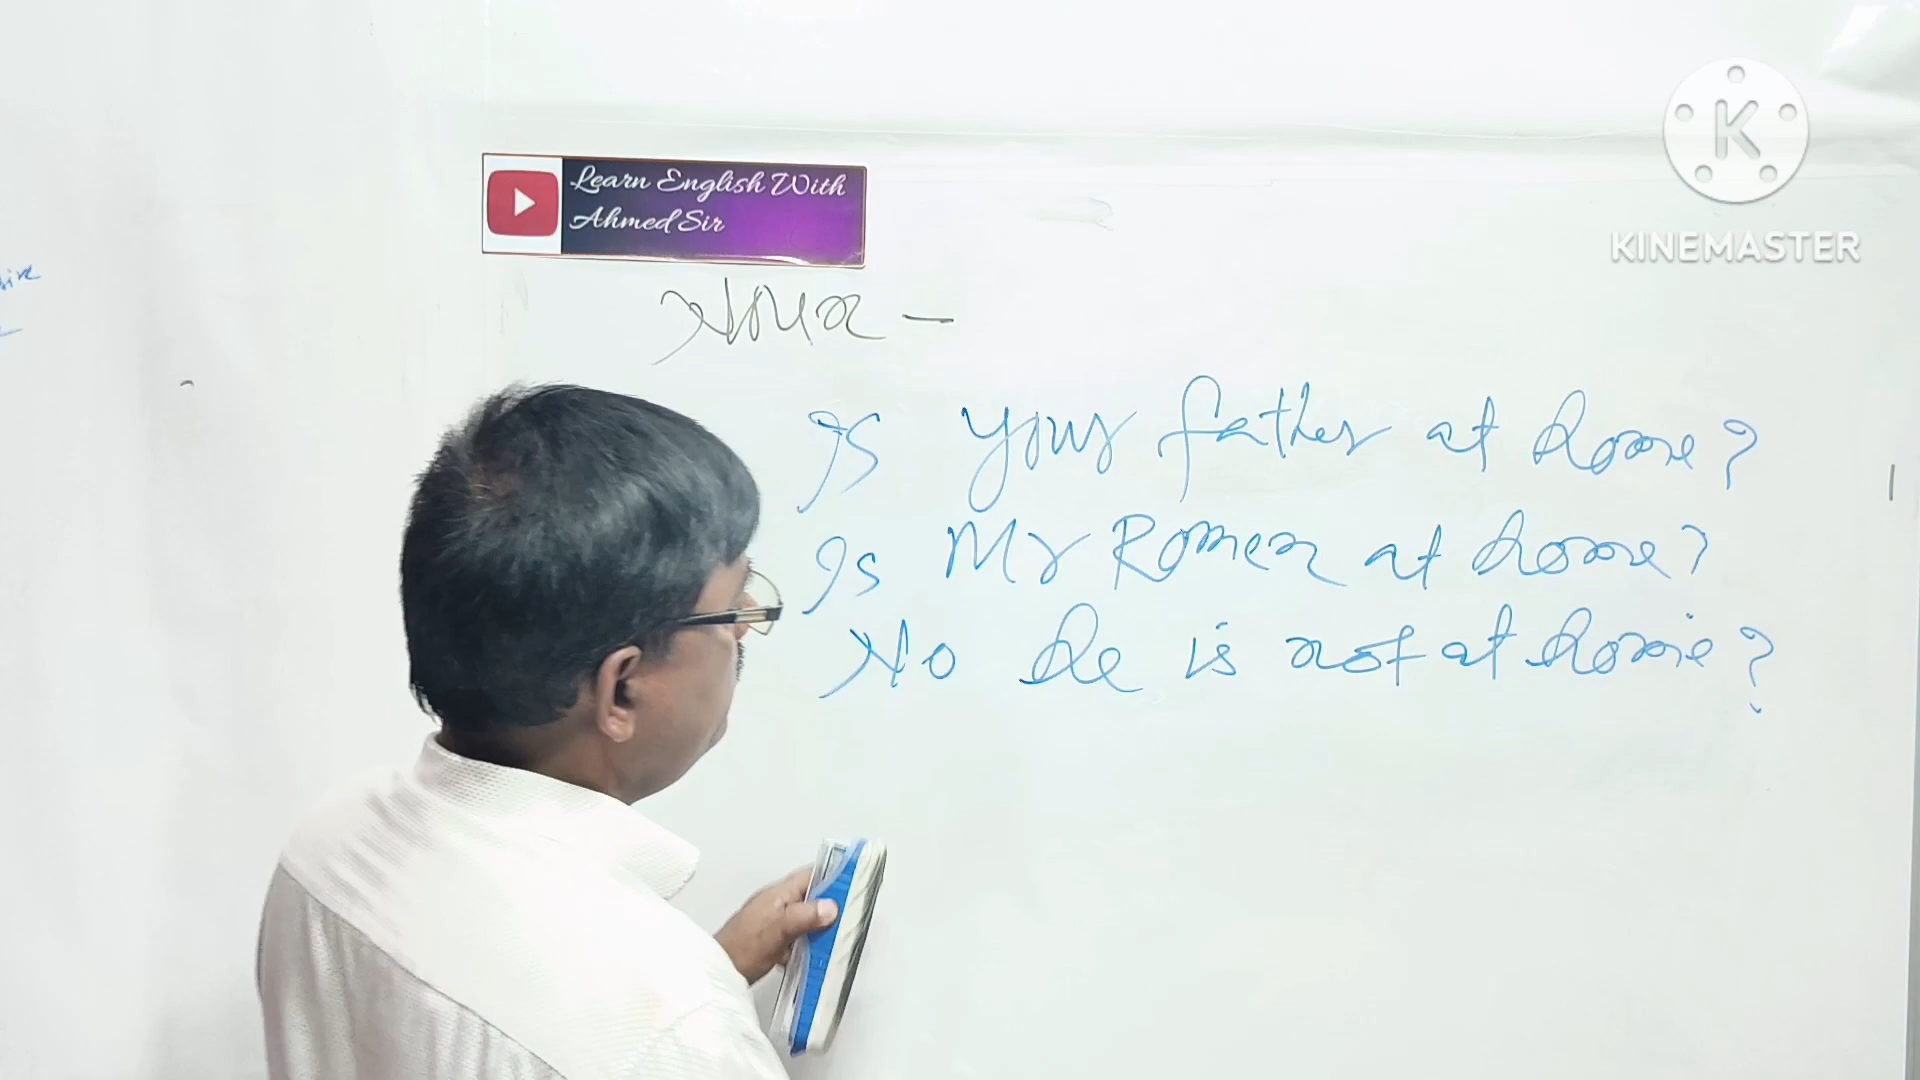 Learn English With
Ahmed Sir
KINEMASTER
Noun -
Is your father at home?
Is Mr Romen at home?
No he is not at home?